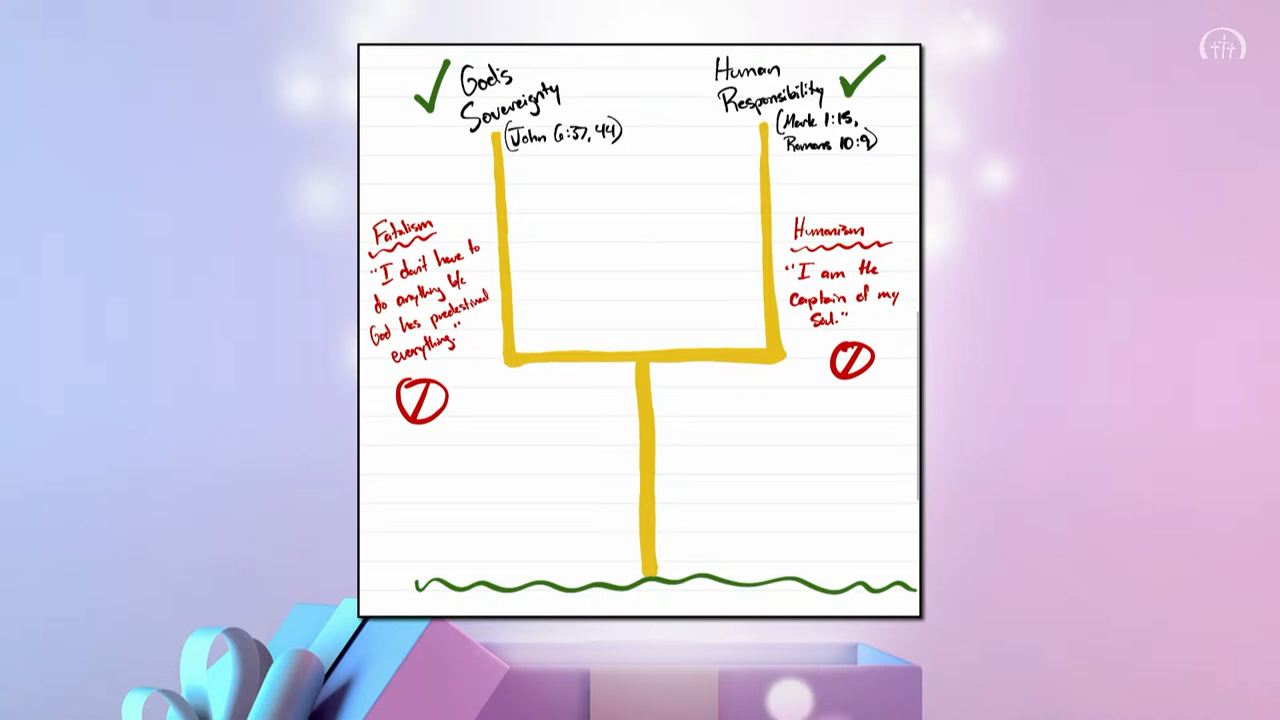 God's
Sovereignty
(John 6:37, 44)
Human
Responsibility
(Mark 1:15,
Romans 10:9)
Fatalism
"I don't have to
do anything b/c
God has predestined
everything."
Humanism
"I am the
captain of my
soul."